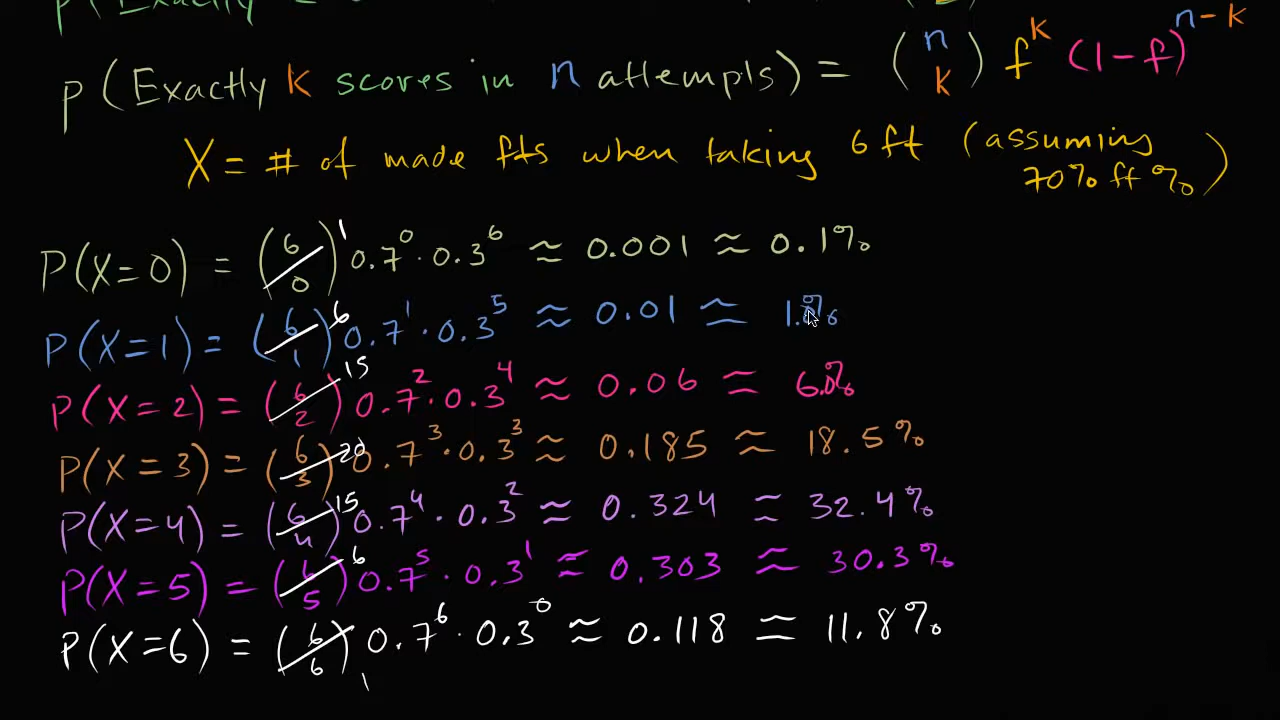 P(Exactly
P(Exactly k scores in n attempts) = (n k) f^k (1-f)^n-k
X = # of made fts when taking 6 ft (assuming 70% ft %)
P(X=0) = (6 0) 1 0.7^0 · 0.3^6 ≈ 0.001 ≈ 0.1%
P(X=1) = (6 1) 6 0.7^1 · 0.3^5 ≈ 0.01 ≈ 1.0%
P(X=2) = (6 2) 15 0.7^2 · 0.3^4 ≈ 0.06 ≈ 6.0%
P(X=3) = (6 3) 20 0.7^3 · 0.3^3 ≈ 0.185 ≈ 18.5%
P(X=4) = (6 4) 15 0.7^4 · 0.3^2 ≈ 0.324 ≈ 32.4%
P(X=5) = (6 5) 6 0.7^5 · 0.3^1 ≈ 0.303 ≈ 30.3%
P(X=6) = (6 6) 1 0.7^6 · 0.3^0 ≈ 0.118 ≈ 11.8%